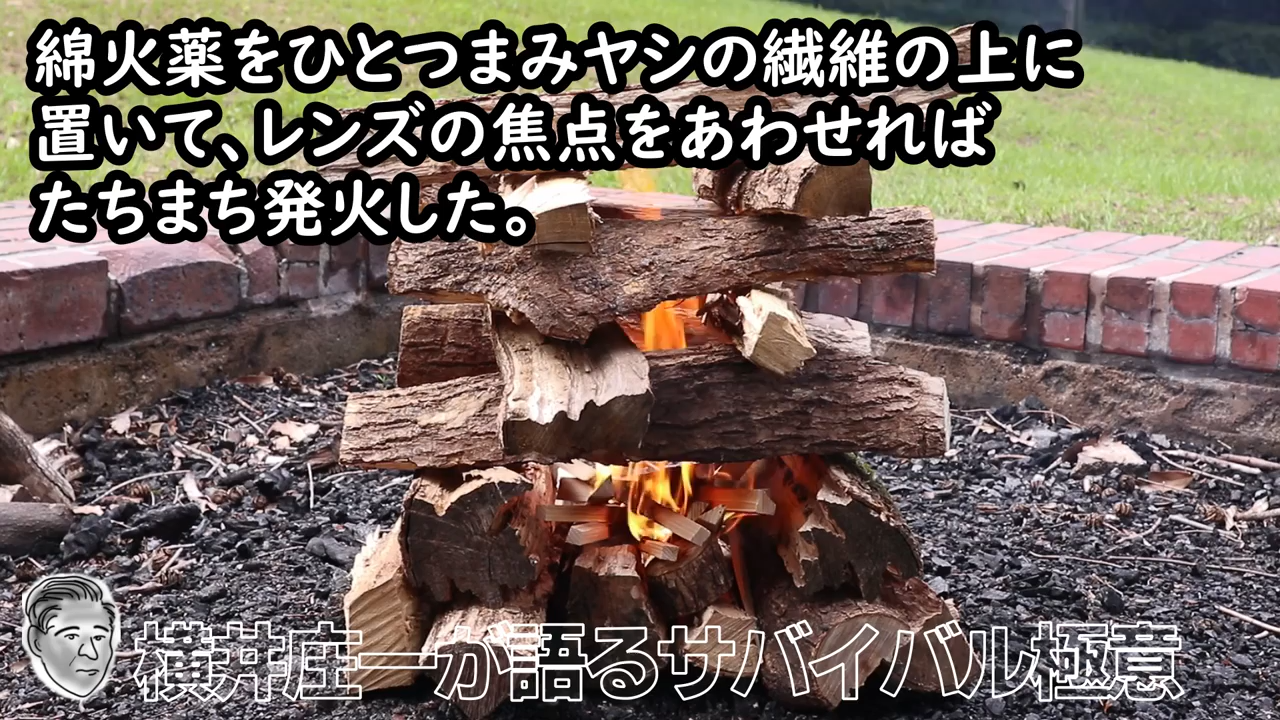 綿火薬をひとつまみヤシの繊維の上に
置いて、レンズの焦点をあわせれば
たちまち発火した。
横井庄一が語るサバイバル極意